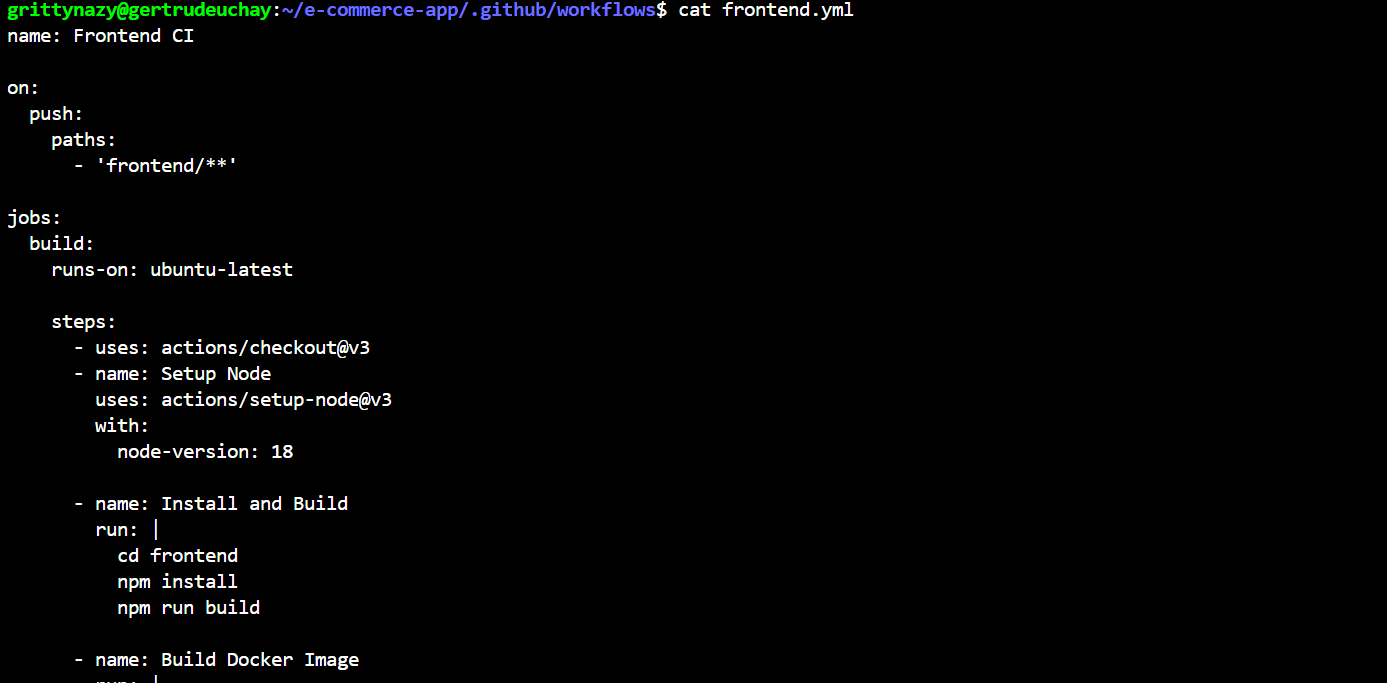 grittynazy@gertrudeuchay:~/e-commerce-app/.github/workflows$ cat frontend.yml
name: Frontend CI

on:
  push:
    paths:
      - 'frontend/**'

jobs:
  build:
    runs-on: ubuntu-latest

    steps:
      - uses: actions/checkout@v3
      - name: Setup Node
        uses: actions/setup-node@v3
        with:
          node-version: 18

      - name: Install and Build
        run: |
          cd frontend
          npm install
          npm run build

      - name: Build Docker Image
        run: |